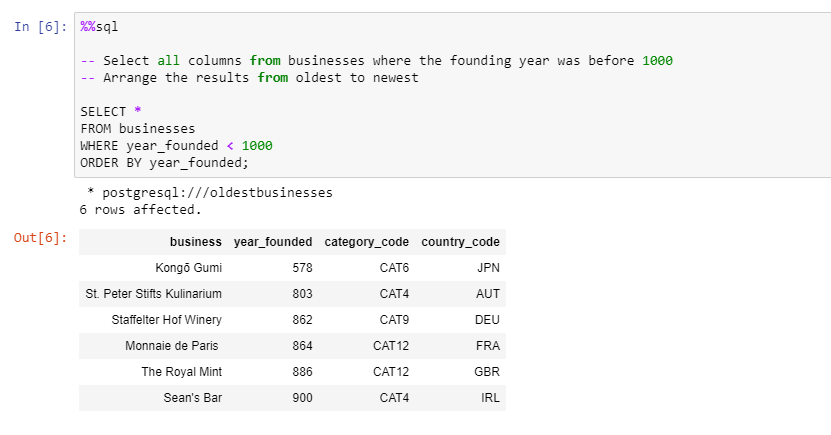 In [6]: %%sql
-- Select all columns from businesses where the founding year was before 1000
-- Arrange the results from oldest to newest
SELECT *
FROM businesses
WHERE year_founded < 1000
ORDER BY year_founded;
* postgresql:///oldestbusinesses
6 rows affected.
Out[6]:
business year_founded category_code country_code
Kongō Gumi 578 CAT6 JPN
St. Peter Stifts Kulinarium 803 CAT4 AUT
Staffelter Hof Winery 862 CAT9 DEU
Monnaie de Paris 864 CAT12 FRA
The Royal Mint 886 CAT12 GBR
Sean's Bar 900 CAT4 IRL